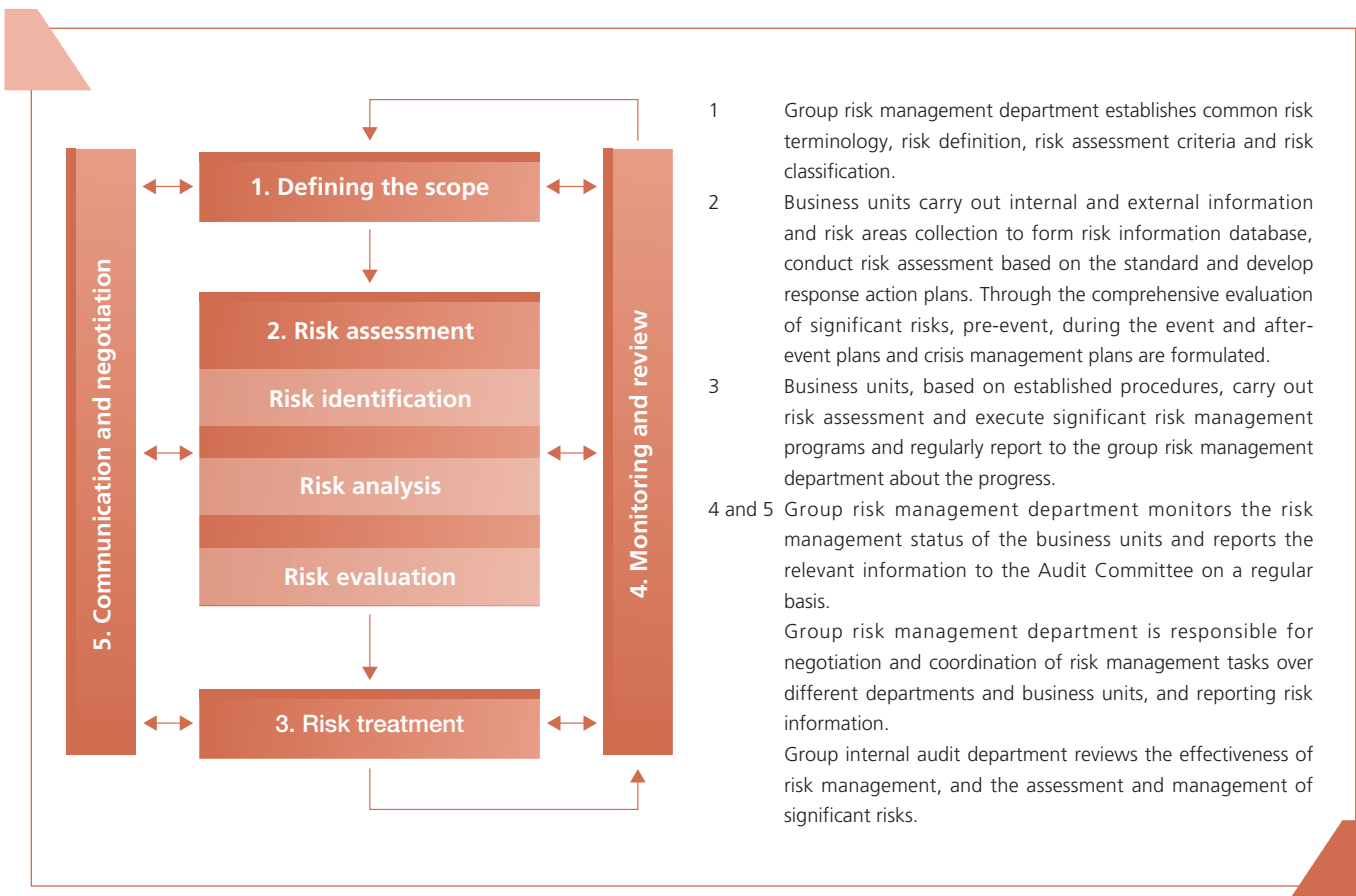 5. Communication and negotiation
1. Defining the scope
2. Risk assessment
Risk identification
Risk analysis
Risk evaluation
3. Risk treatment
4. Monitoring and review
1 Group risk management department establishes common risk
terminology, risk definition, risk assessment criteria and risk
classification.
2 Business units carry out internal and external information
and risk areas collection to form risk information database,
conduct risk assessment based on the standard and develop
response action plans. Through the comprehensive evaluation
of significant risks, pre-event, during the event and after-
event plans and crisis management plans are formulated.
3 Business units, based on established procedures, carry out
risk assessment and execute significant risk management
programs and regularly report to the group risk management
department about the progress.
4 and 5 Group risk management department monitors the risk
management status of the business units and reports the
relevant information to the Audit Committee on a regular
basis.
Group risk management department is responsible for
negotiation and coordination of risk management tasks over
different departments and business units, and reporting risk
information.
Group internal audit department reviews the effectiveness of
risk management, and the assessment and management of
significant risks.